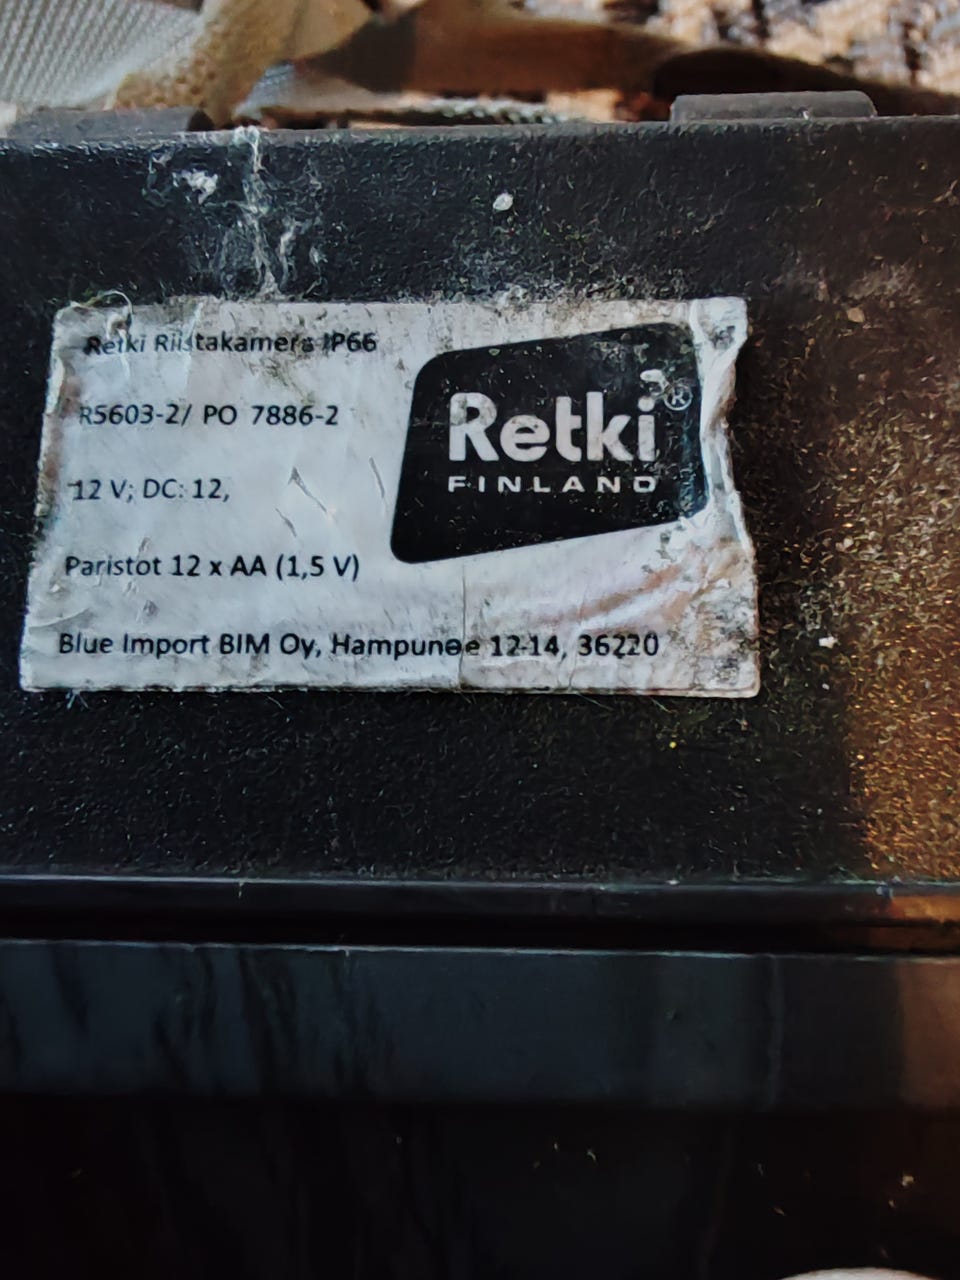 Retki Riistakamera IP66
R5603-2/ PO 7886-2
12 V; DC: 12,
Paristot 12 x AA (1,5 V)
Blue Import BIM Oy, Hampunoe 12-14, 36220
Retki®
FINLAND